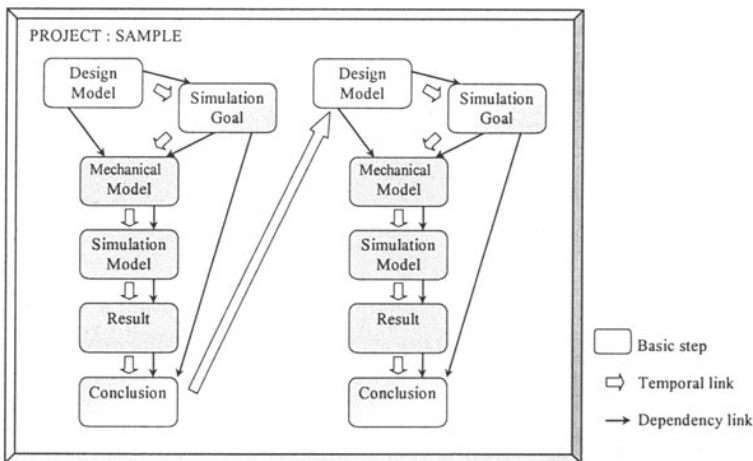 PROJECT : SAMPLE
Design
Model
Simulation
Goal
Mechanical
Model
Simulation
Model
Result
Conclusion
Design
Model
Simulation
Goal
Mechanical
Model
Simulation
Model
Result
Conclusion
Basic step
Temporal link
Dependency link